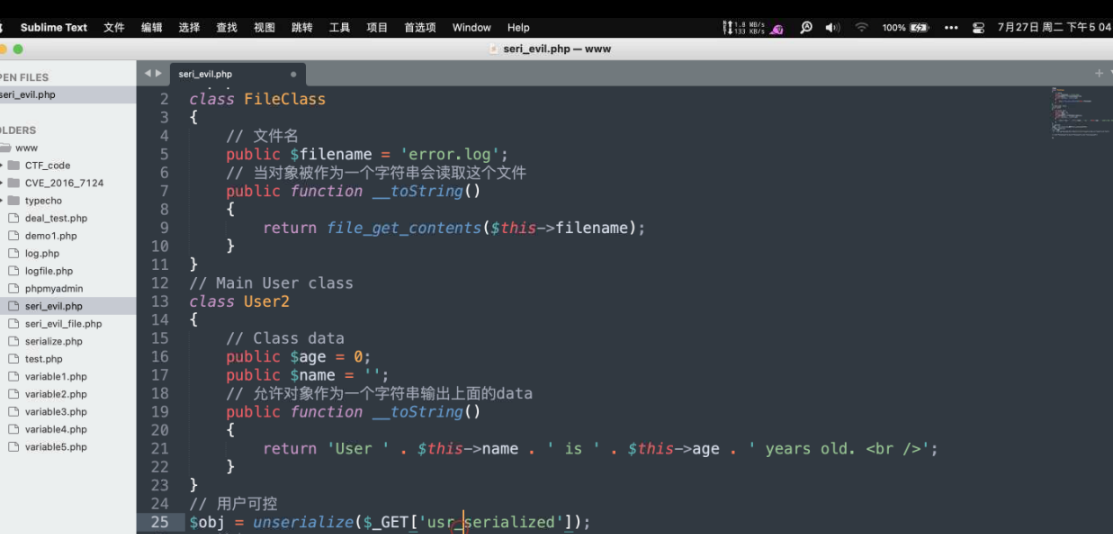 Sublime Text 文件 编辑 选择 查找 视图 跳转 工具 项目 首选项 Window Help 1.8 KB/s 133 KB/s 100% 7月27日 周二 下午5 04
seri_evil.php — www
PEN FILES
seri_evil.php
OLDERS
www
CTF_code
CVE_2016_7124
typecho
deal_test.php
demo1.php
log.php
logfile.php
phpmyadmin
seri_evil.php
seri_evil_file.php
serialize.php
test.php
variable1.php
variable2.php
variable3.php
variable4.php
variable5.php
seri_evil.php
2 class FileClass
3 {
4 // 文件名
5 public $filename = 'error.log';
6 // 当对象被作为一个字符串会读取这个文件
7 public function __toString()
8 {
9 return file_get_contents($this->filename);
10 }
11 }
12 // Main User class
13 class User2
14 {
15 // Class data
16 public $age = 0;
17 public $name = '';
18 // 允许对象作为一个字符串输出上面的data
19 public function __toString()
20 {
21 return 'User ' . $this->name . ' is ' . $this->age . ' years old. <br />';
22 }
23 }
24 // 用户可控
25 $obj = unserialize($_GET['usr_serialized']);